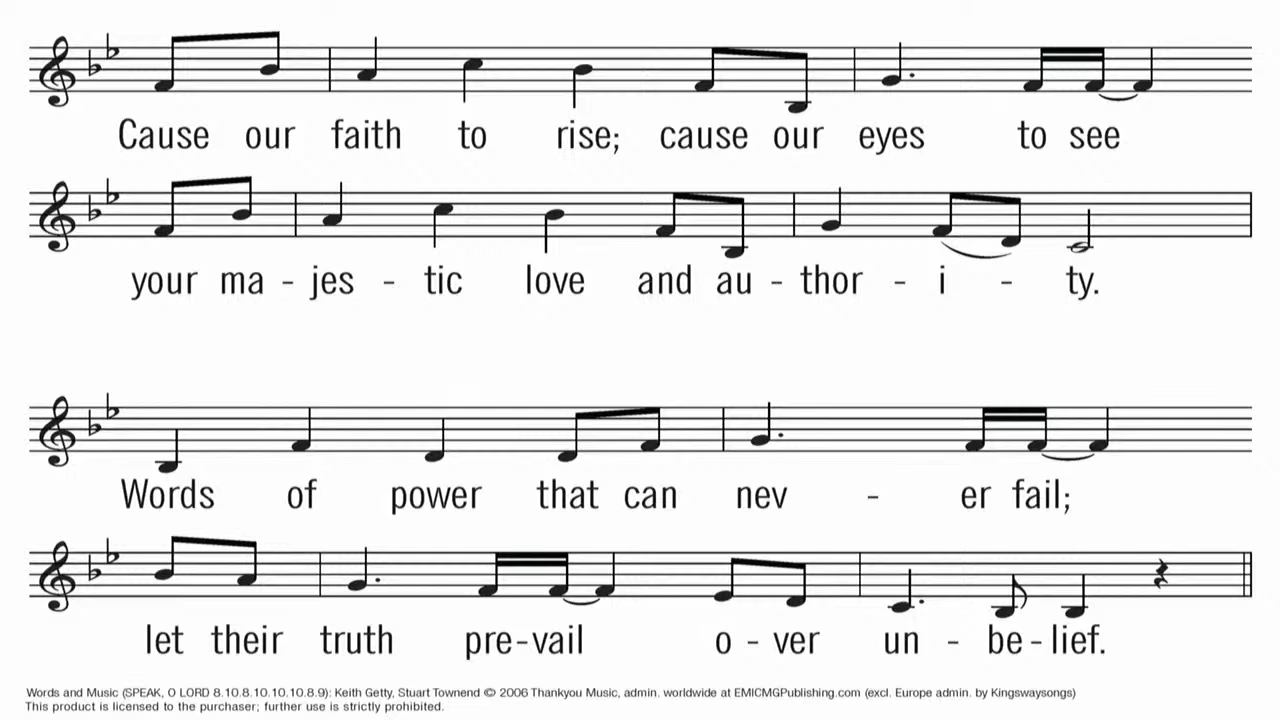 Cause our faith to rise; cause our eyes to see
your ma - jes - tic love and au - thor - i - ty.
Words of power that can nev - er fail;
let their truth pre-vail o - ver un - be-lief.
Words and Music (SPEAK, O LORD 8.10.8.10.10.10.8.9): Keith Getty, Stuart Townend © 2006 Thankyou Music, admin. worldwide at EMICMGPublishing.com (excl. Europe admin. by Kingswaysongs)
This product is licensed to the purchaser; further use is strictly prohibited.